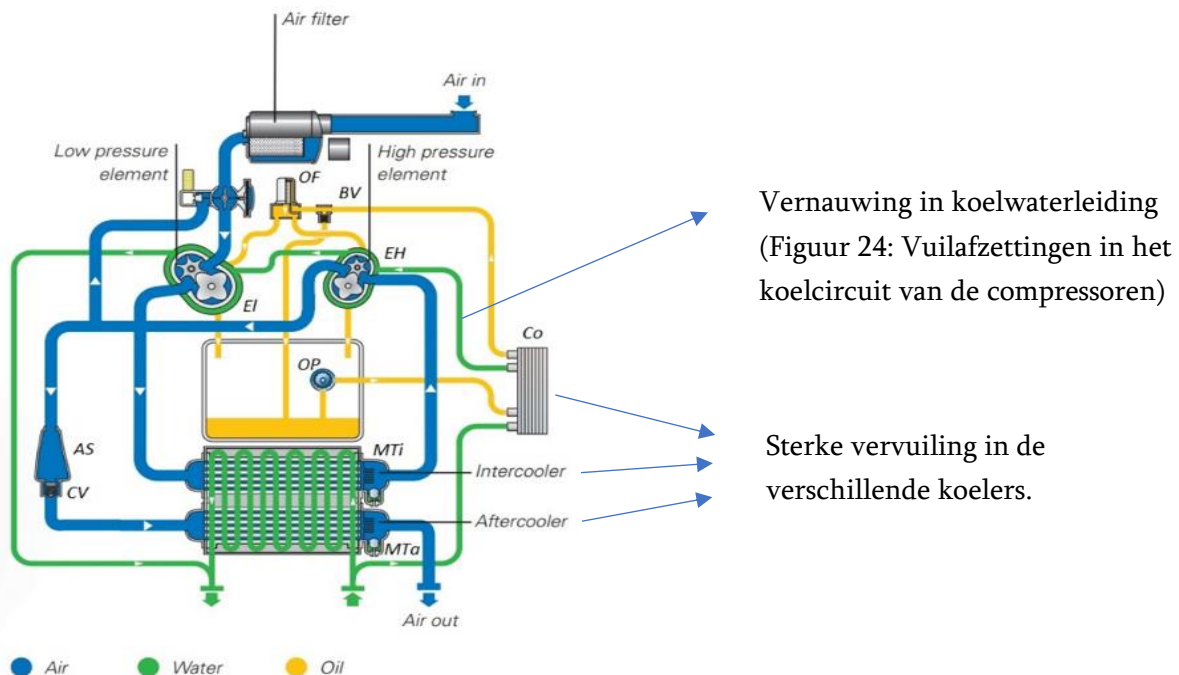 Air filter
Air in
Low pressure
element
High pressure
element
OF
BV
EH
El
Co
OP
AS
CV
MTi
Intercooler
Aftercooler
MTa
Air out
Air
Water
Oil
Vernauwing in koelwaterleiding
(Figuur 24: Vuilafzettingen in het
koelcircuit van de compressoren)
Sterke vervuiling in de
verschillende koelers.